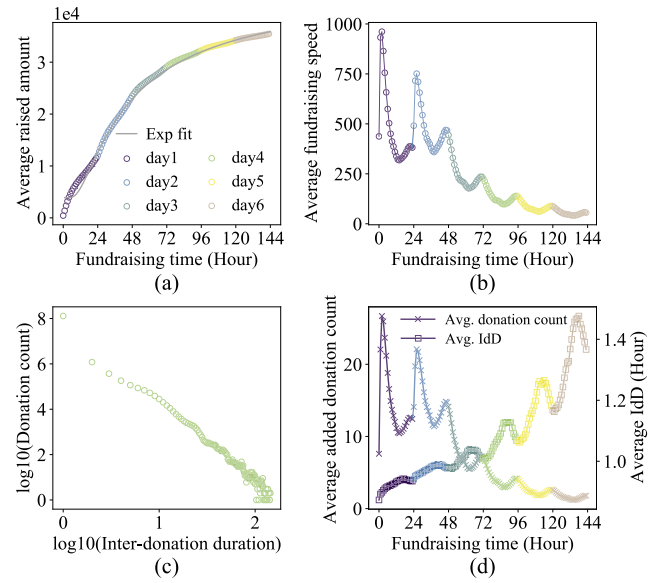 1e4
Average raised amount
3
2
1
0
Exp fit
day1
day2
day3
day4
day5
day6
0 24 48 72 96 120 144
Fundraising time (Hour)
(a)
Average fundraising speed
1000
750
500
250
0
0 24 48 72 96 120 144
Fundraising time (Hour)
(b)
log10(Donation count)
8
6
4
2
0
0 1 2
log10(Inter-donation duration)
(c)
Average added donation count
20
10
0
Avg. donation count
Avg. IdD
1.4
1.2
1.0
Average IdD (Hour)
0 24 48 72 96 120 144
Fundraising time (Hour)
(d)